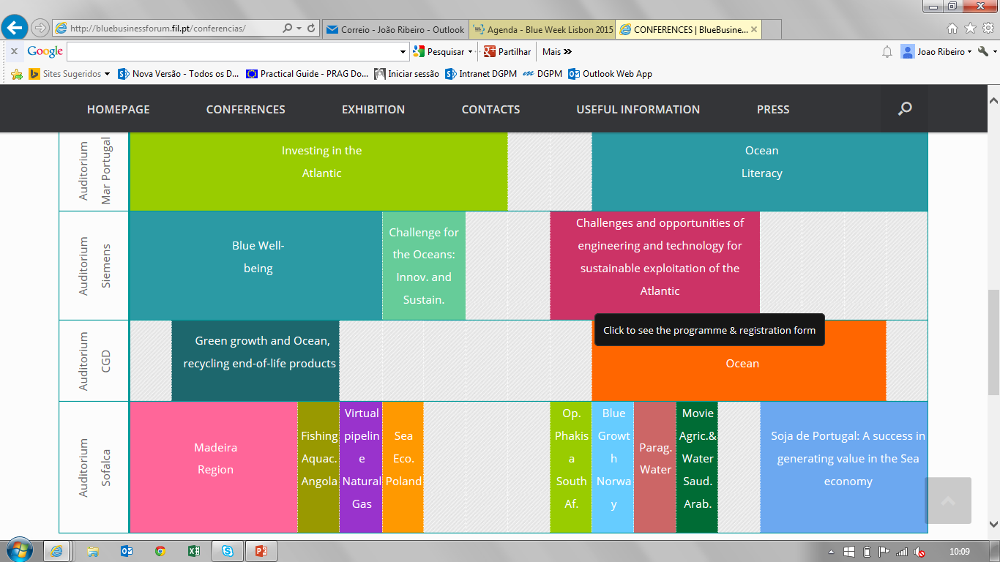 http://bluebusinessforum.fil.pt/conferencias/
Correio - João Ribeiro - Outlook
Agenda - Blue Week Lisbon 2015
CONFERENCES | BlueBusine...
x Google
Pesquisar
Partilhar
Mais »
Joao Ribeiro
Sites Sugeridos
Nova Versão - Todos os D...
Practical Guide - PRAG Do...
Iniciar sessão
Intranet DGPM
DGPM
Outlook Web App
HOMEPAGE
CONFERENCES
EXHIBITION
CONTACTS
USEFUL INFORMATION
PRESS
Auditorium
Mar Portugal
Investing in the
Atlantic
Ocean
Literacy
Auditorium
Siemens
Blue Well-
being
Challenge for
the Oceans:
Innov. and
Sustain.
Challenges and opportunities of
engineering and technology for
sustainable exploitation of the
Atlantic
Auditorium
CGD
Green growth and Ocean,
recycling end-of-life products
Click to see the programme & registration form
Ocean
Auditorium
Sofalca
Madeira
Region
Fishing
Aquac.
Angola
Virtual
pipelin
e
Natural
Gas
Sea
Eco.
Poland
Op.
Phakis
a
South
Af.
Blue
Growt
h
Norwa
y
Parag.
Water
Movie
Agric.&
Water
Saud.
Arab.
Soja de Portugal: A success in
generating value in the Sea
economy
10:09